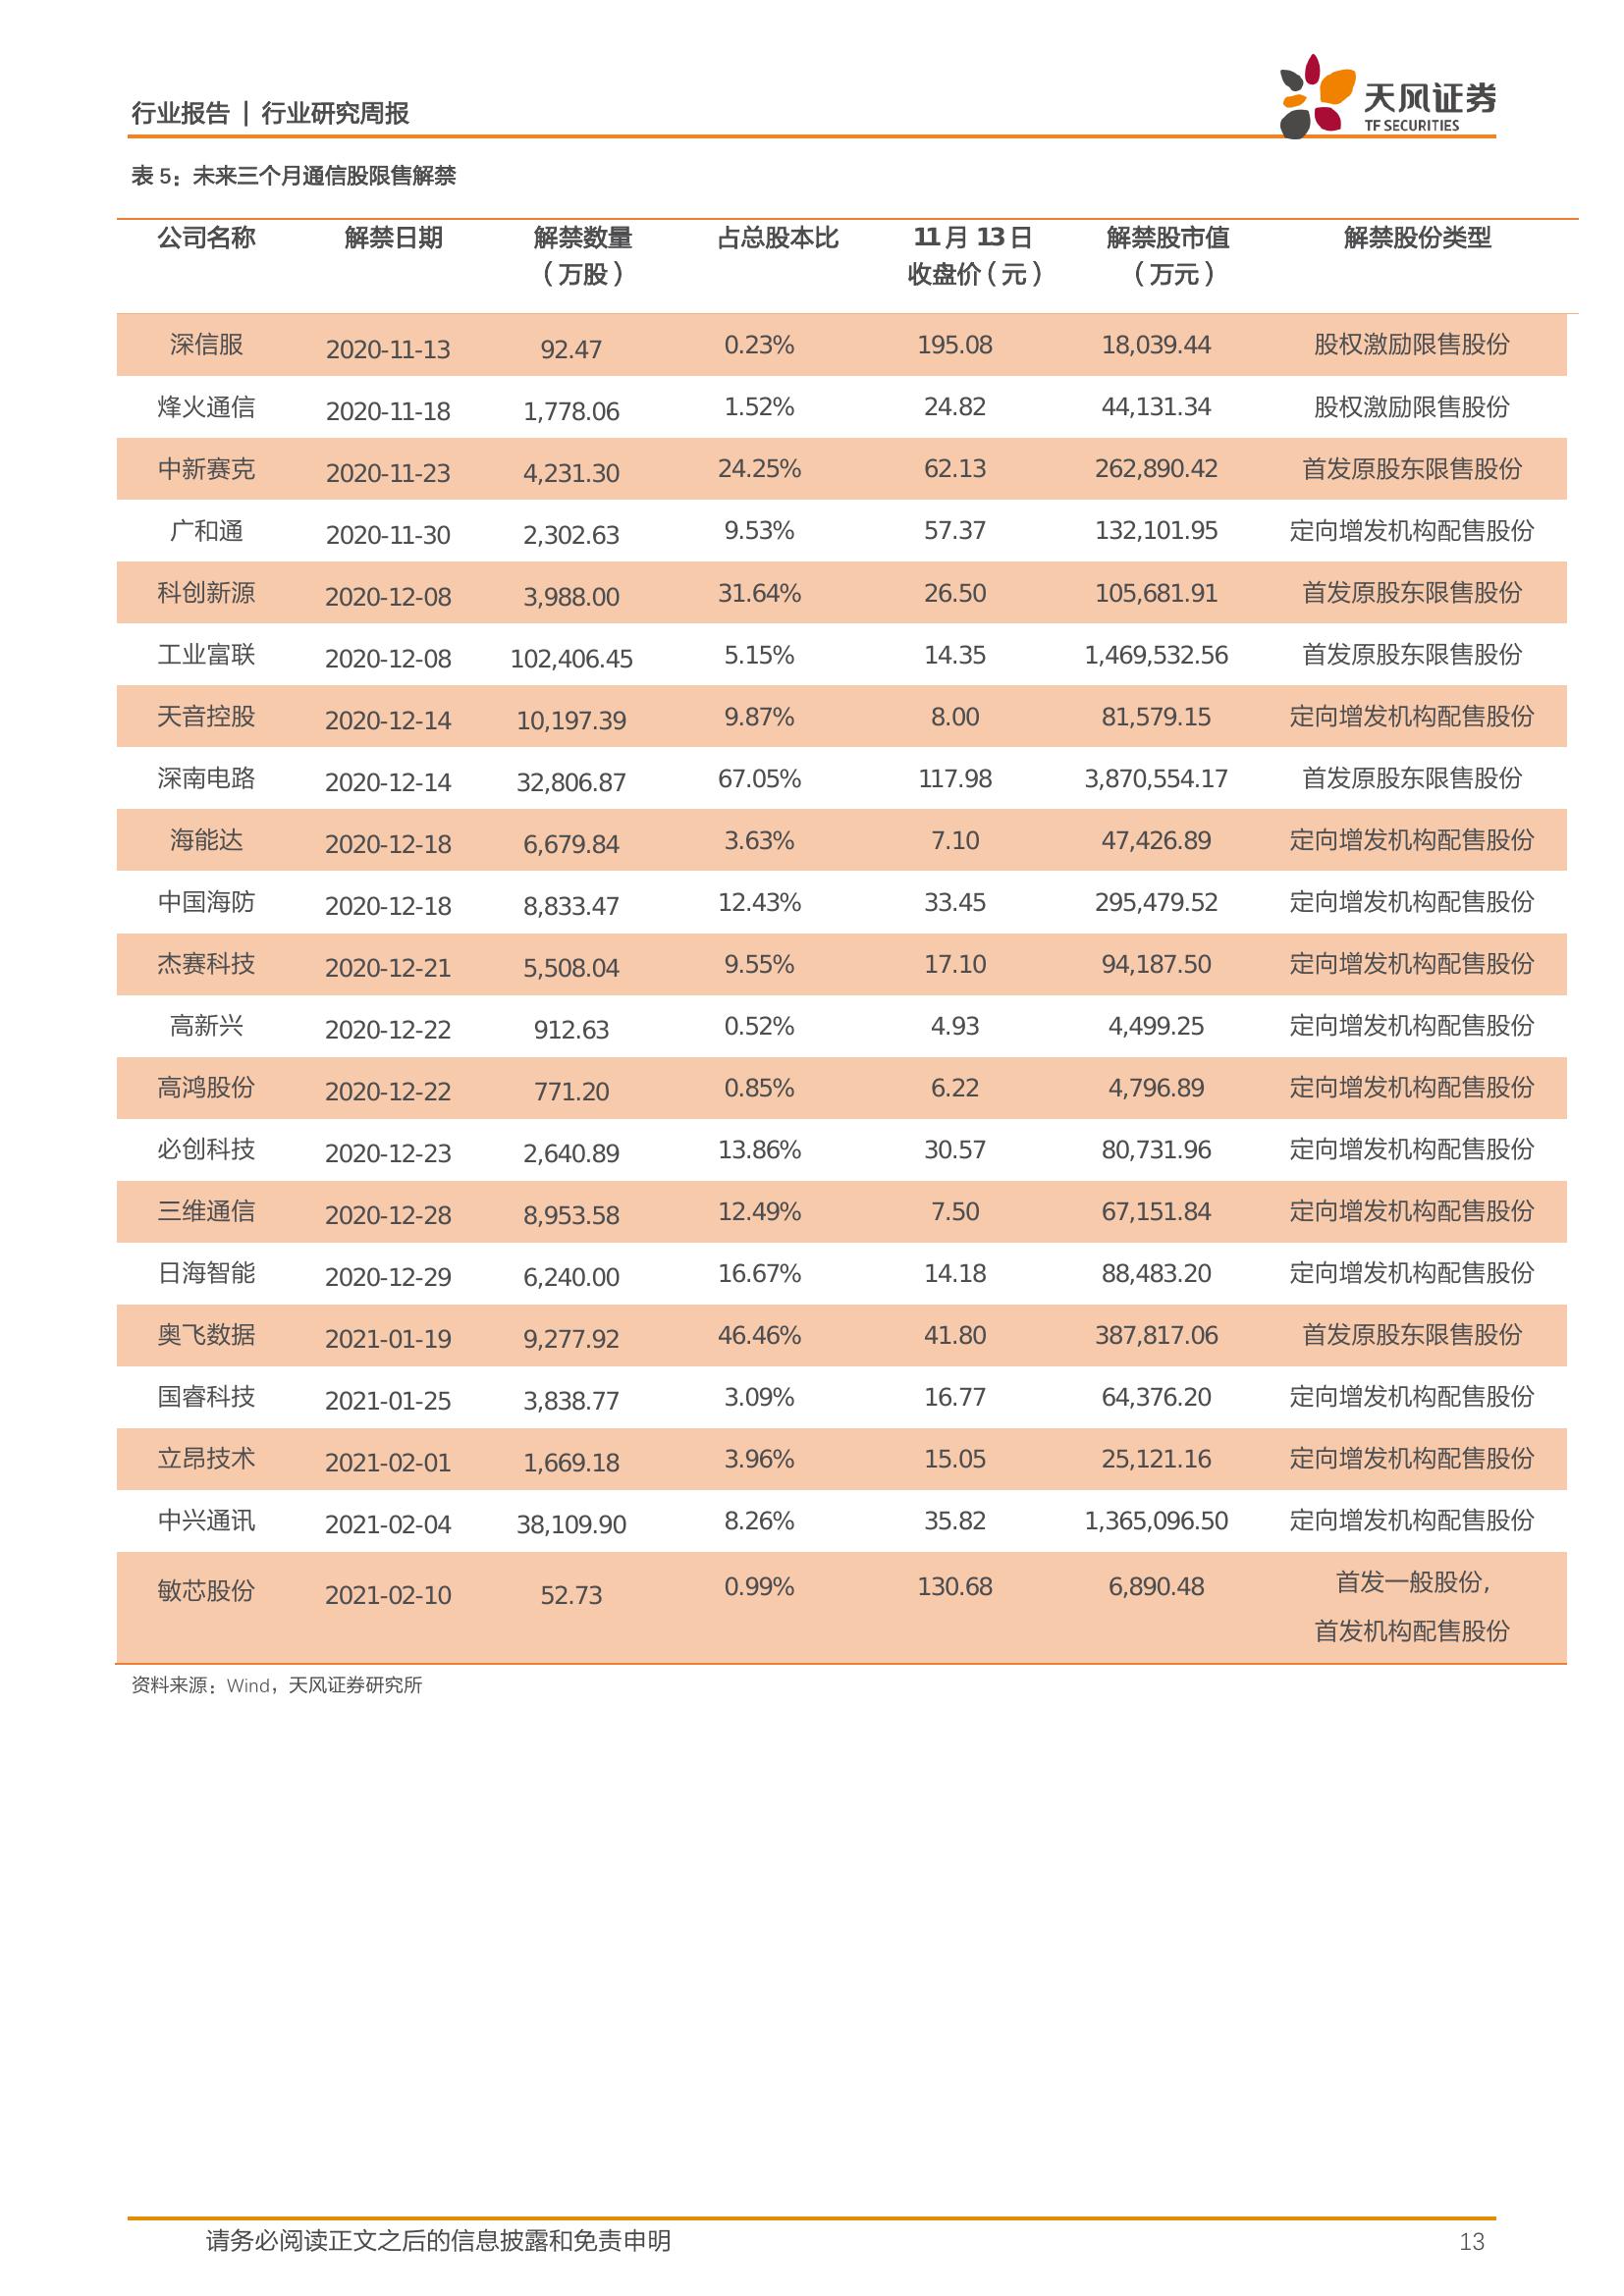 行业报告 | 行业研究周报
天风证券
TF SECURITIES
表 5：未来三个月通信股限售解禁
公司名称 解禁日期 解禁数量（万股） 占总股本比 11 月 13 日收盘价（元） 解禁股市值（万元） 解禁股份类型
深信服 2020-11-13 92.47 0.23% 195.08 18,039.44 股权激励限售股份
烽火通信 2020-11-18 1,778.06 1.52% 24.82 44,131.34 股权激励限售股份
中新赛克 2020-11-23 4,231.30 24.25% 62.13 262,890.42 首发原股东限售股份
广和通 2020-11-30 2,302.63 9.53% 57.37 132,101.95 定向增发机构配售股份
科创新源 2020-12-08 3,988.00 31.64% 26.50 105,681.91 首发原股东限售股份
工业富联 2020-12-08 102,406.45 5.15% 14.35 1,469,532.56 首发原股东限售股份
天音控股 2020-12-14 10,197.39 9.87% 8.00 81,579.15 定向增发机构配售股份
深南电路 2020-12-14 32,806.87 67.05% 117.98 3,870,554.17 首发原股东限售股份
海能达 2020-12-18 6,679.84 3.63% 7.10 47,426.89 定向增发机构配售股份
中国海防 2020-12-18 8,833.47 12.43% 33.45 295,479.52 定向增发机构配售股份
杰赛科技 2020-12-21 5,508.04 9.55% 17.10 94,187.50 定向增发机构配售股份
高新兴 2020-12-22 912.63 0.52% 4.93 4,499.25 定向增发机构配售股份
高鸿股份 2020-12-22 771.20 0.85% 6.22 4,796.89 定向增发机构配售股份
必创科技 2020-12-23 2,640.89 13.86% 30.57 80,731.96 定向增发机构配售股份
三维通信 2020-12-28 8,953.58 12.49% 7.50 67,151.84 定向增发机构配售股份
日海智能 2020-12-29 6,240.00 16.67% 14.18 88,483.20 定向增发机构配售股份
奥飞数据 2021-01-19 9,277.92 46.46% 41.80 387,817.06 首发原股东限售股份
国睿科技 2021-01-25 3,838.77 3.09% 16.77 64,376.20 定向增发机构配售股份
立昂技术 2021-02-01 1,669.18 3.96% 15.05 25,121.16 定向增发机构配售股份
中兴通讯 2021-02-04 38,109.90 8.26% 35.82 1,365,096.50 定向增发机构配售股份
敏芯股份 2021-02-10 52.73 0.99% 130.68 6,890.48 首发一般股份,
首发机构配售股份
资料来源：Wind，天风证券研究所
请务必阅读正文之后的信息披露和免责申明 13